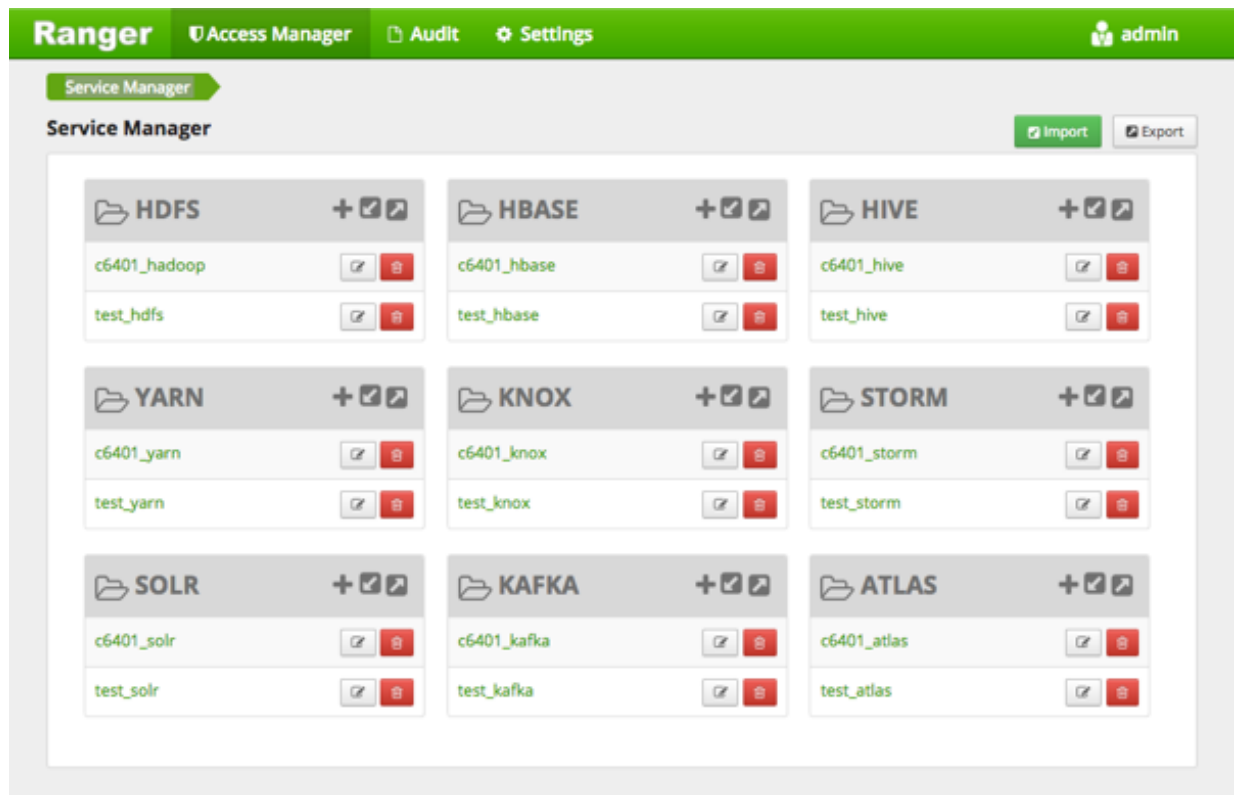 Ranger Access Manager Audit Settings admin
Service Manager
Service Manager Import Export
HDFS HBASE HIVE
c6401_hadoop c6401_hbase c6401_hive
test_hdfs test_hbase test_hive
YARN KNOX STORM
c6401_yarn c6401_knox c6401_storm
test_yarn test_knox test_storm
SOLR KAFKA ATLAS
c6401_solr c6401_kafka c6401_atlas
test_solr test_kafka test_atlas